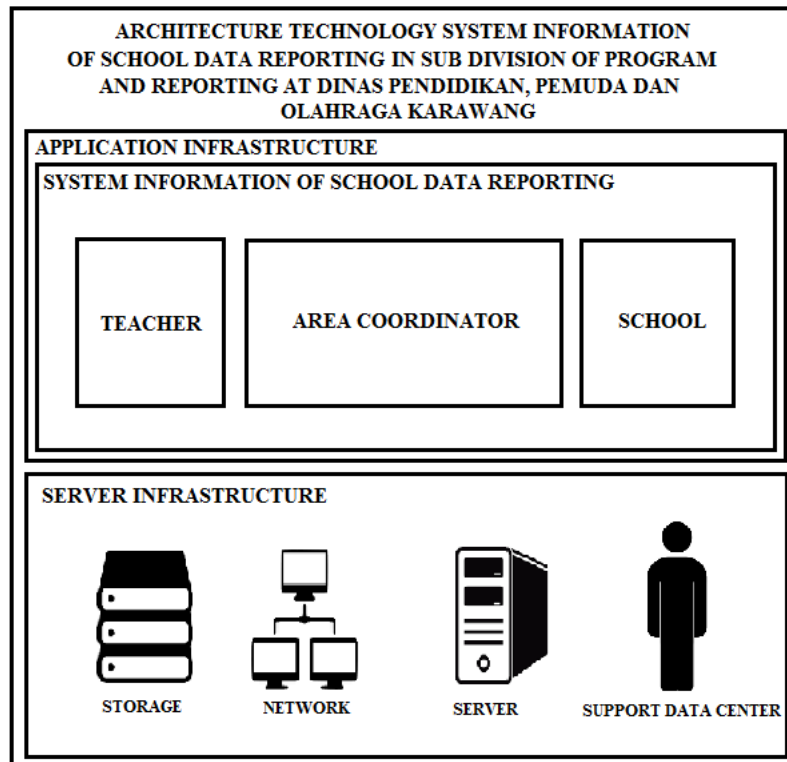 ARCHITECTURE TECHNOLOGY SYSTEM INFORMATION
OF SCHOOL DATA REPORTING IN SUB DIVISION OF PROGRAM
AND REPORTING AT DINAS PENDIDIKAN, PEMUDA DAN
OLAHRAGA KARAWANG
APPLICATION INFRASTRUCTURE
SYSTEM INFORMATION OF SCHOOL DATA REPORTING
TEACHER
AREA COORDINATOR
SCHOOL
SERVER INFRASTRUCTURE
STORAGE
NETWORK
SERVER
SUPPORT DATA CENTER